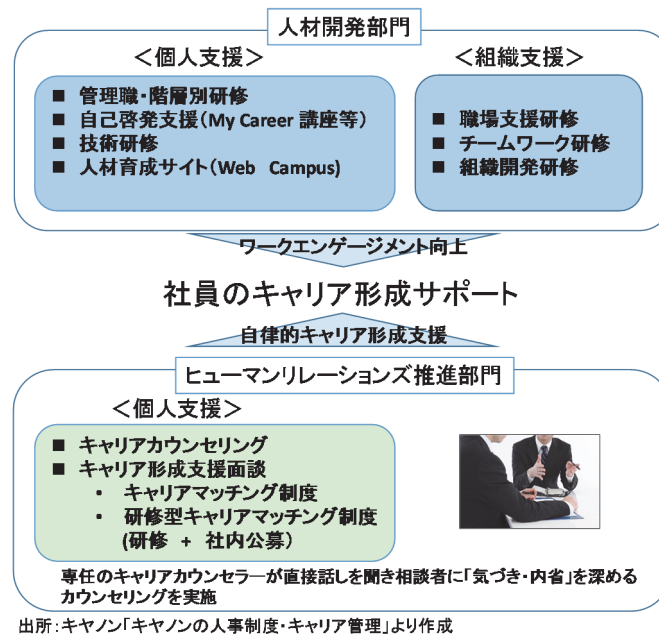 人材開発部門
＜個人支援＞
＜組織支援＞
■ 管理職・階層別研修
■ 自己啓発支援（My Career 講座等）
■ 技術研修
■ 人材育成サイト（Web Campus）
■ 職場支援研修
■ チームワーク研修
■ 組織開発研修
ワークエンゲージメント向上
社員のキャリア形成サポート
自律的キャリア形成支援
ヒューマンリレーションズ推進部門
＜個人支援＞
■ キャリアカウンセリング
■ キャリア形成支援面談
・ キャリアマッチング制度
・ 研修型キャリアマッチング制度
（研修 + 社内公募）
専任のキャリアカウンセラーが直接話しを聞き相談者に「気づき・内省」を深める
カウンセリングを実施
出所：キヤノン「キヤノンの人事制度・キャリア管理」より作成